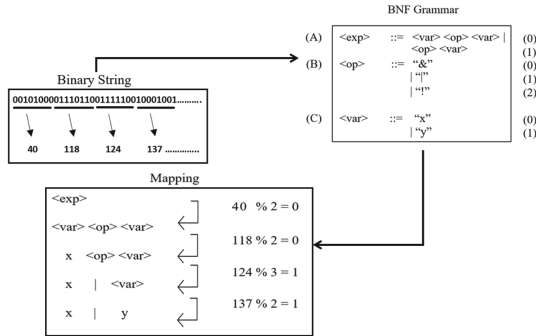 BNF Grammar
(A) <exp> ::= <var> <op> <var> | (0)
<op> <var> (1)
(B) <op> ::= “&” (0)
| “|” (1)
| “!” (2)
(C) <var> ::= “x” (0)
| “y” (1)
Binary String
00101000011101100111110010001001..........
40 118 124 137 ..............
Mapping
<exp>
40 % 2 = 0
<var> <op> <var>
118 % 2 = 0
x <op> <var>
124 % 3 = 1
x | <var>
137 % 2 = 1
x | y